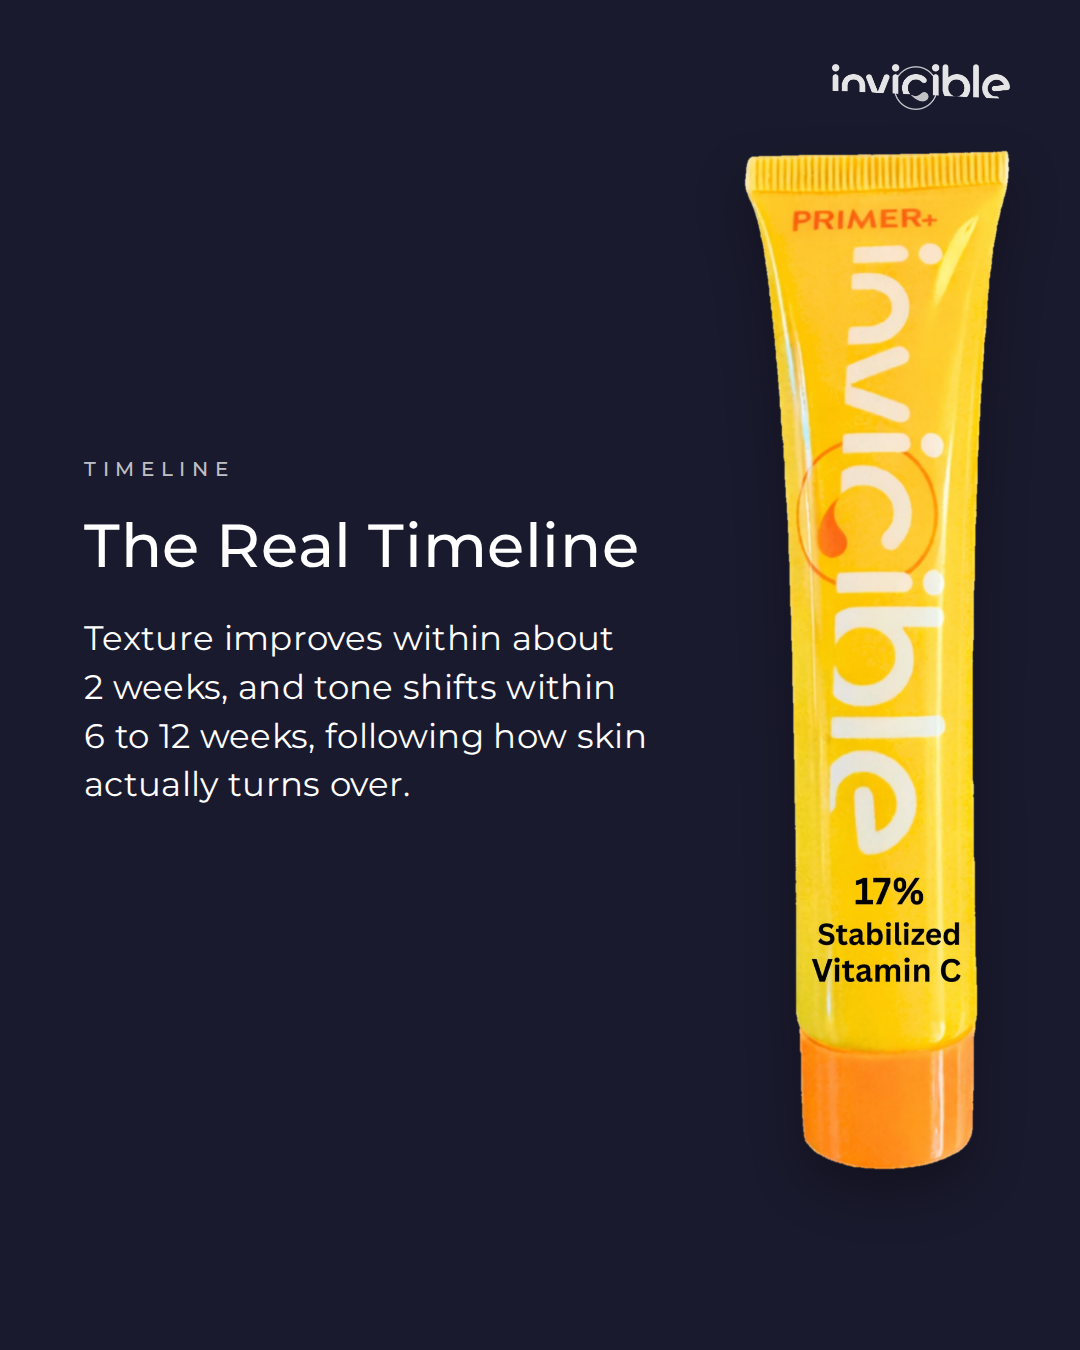 invicible
PRIMER+
invicible
TIMELINE
The Real Timeline
Texture improves within about
2 weeks, and tone shifts within
6 to 12 weeks, following how skin
actually turns over.
17%
Stabilized
Vitamin C